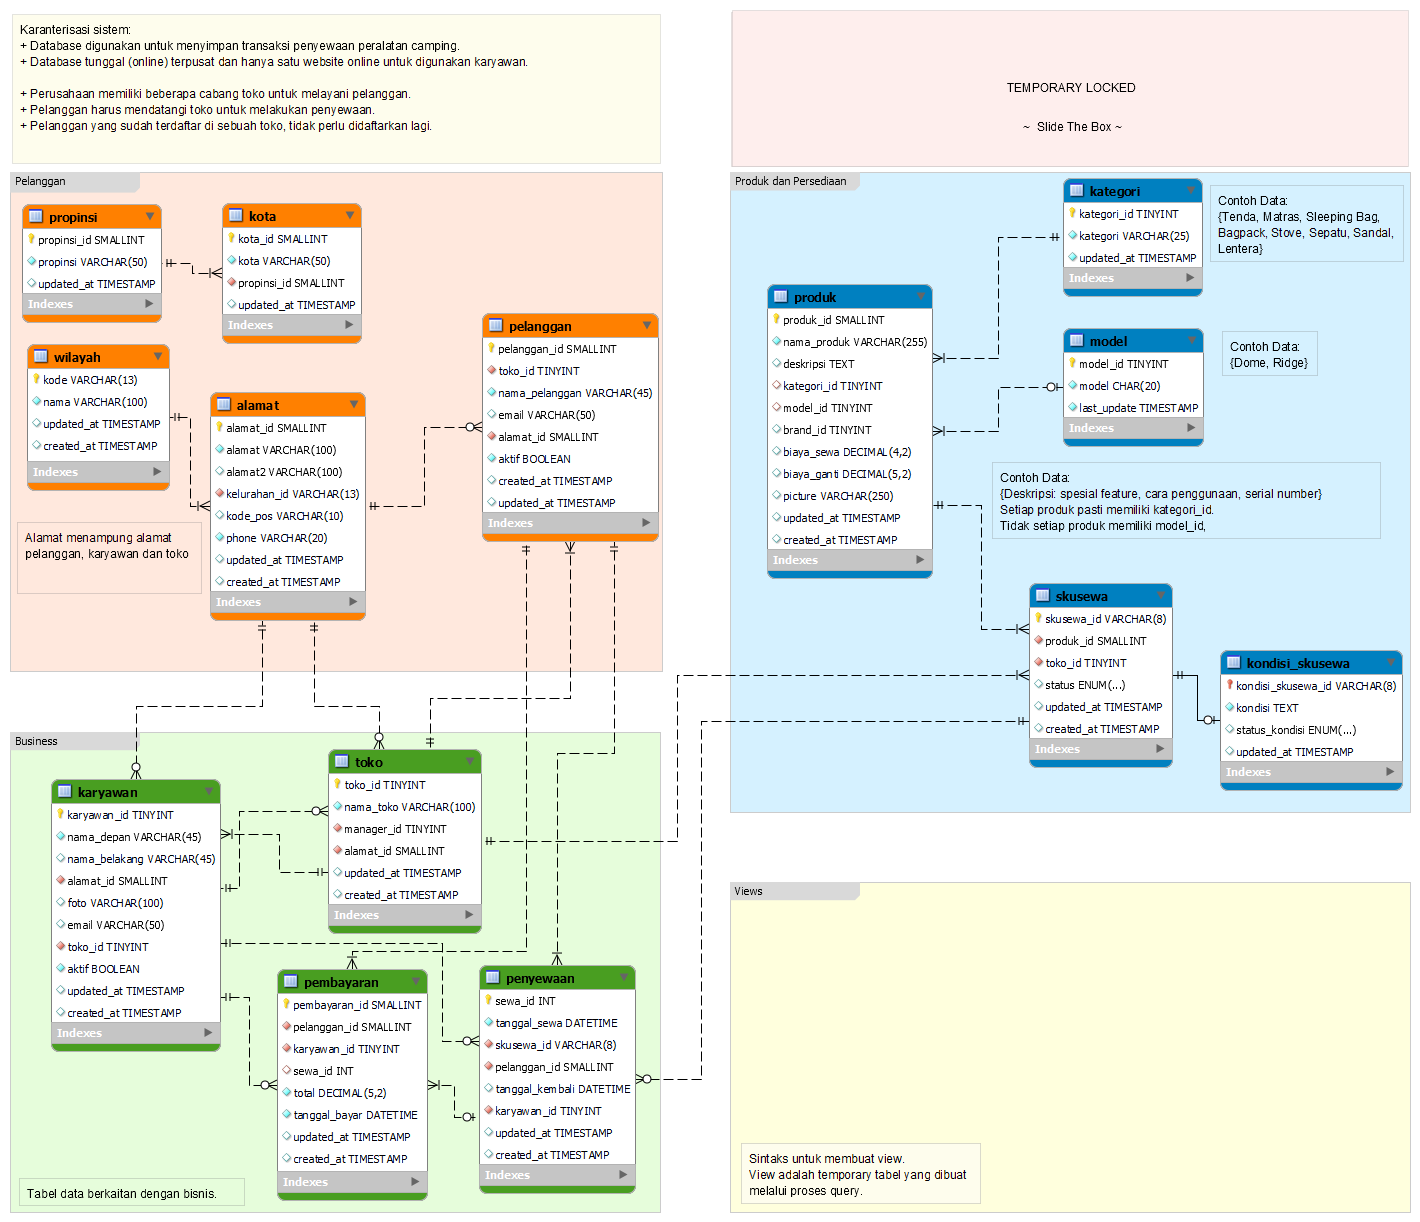 Karanterisasi sistem:
+ Database digunakan untuk menyimpan transaksi penyewaan peralatan camping.
+ Database tunggal (online) terpusat dan hanya satu website online untuk digunakan karyawan.
+ Perusahaan memiliki beberapa cabang toko untuk melayani pelanggan.
+ Pelanggan harus mendatangi toko untuk melakukan penyewaan.
+ Pelanggan yang sudah terdaftar di sebuah toko, tidak perlu didaftarkan lagi.
TEMPORARY LOCKED
~ Slide The Box ~
Pelanggan
propinsi
propinsi_id SMALLINT
propinsi VARCHAR(50)
updated_at TIMESTAMP
Indexes
kota
kota_id SMALLINT
kota VARCHAR(50)
propinsi_id SMALLINT
updated_at TIMESTAMP
Indexes
wilayah
kode VARCHAR(13)
nama VARCHAR(100)
updated_at TIMESTAMP
created_at TIMESTAMP
Indexes
alamat
alamat_id SMALLINT
alamat VARCHAR(100)
alamat2 VARCHAR(100)
kelurahan_id VARCHAR(13)
kode_pos VARCHAR(10)
phone VARCHAR(20)
updated_at TIMESTAMP
created_at TIMESTAMP
Indexes
pelanggan
pelanggan_id SMALLINT
toko_id TINYINT
nama_pelanggan VARCHAR(45)
email VARCHAR(50)
alamat_id SMALLINT
aktif BOOLEAN
created_at TIMESTAMP
updated_at TIMESTAMP
Indexes
Alamat menampung alamat
pelanggan, karyawan dan toko
Produk dan Persediaan
kategori
kategori_id TINYINT
kategori VARCHAR(25)
updated_at TIMESTAMP
Indexes
Contoh Data:
{Tenda, Matras, Sleeping Bag,
Bagpack, Stove, Sepatu, Sandal,
Lentera}
produk
produk_id SMALLINT
nama_produk VARCHAR(255)
deskripsi TEXT
kategori_id TINYINT
model_id TINYINT
brand_id TINYINT
biaya_sewa DECIMAL(4,2)
biaya_ganti DECIMAL(5,2)
picture VARCHAR(250)
updated_at TIMESTAMP
created_at TIMESTAMP
Indexes
model
model_id TINYINT
model CHAR(20)
last_update TIMESTAMP
Indexes
Contoh Data:
{Dome, Ridge}
Contoh Data:
{Deskripsi: spesial feature, cara penggunaan, serial number}
Setiap produk pasti memiliki kategori_id.
Tidak setiap produk memiliki model_id,
skusewa
skusewa_id VARCHAR(8)
produk_id SMALLINT
toko_id TINYINT
status ENUM(...)
updated_at TIMESTAMP
created_at TIMESTAMP
Indexes
kondisi_skusewa
kondisi_skusewa_id VARCHAR(8)
kondisi TEXT
status_kondisi ENUM(...)
updated_at TIMESTAMP
Indexes
Business
karyawan
karyawan_id TINYINT
nama_depan VARCHAR(45)
nama_belakang VARCHAR(45)
alamat_id SMALLINT
foto VARCHAR(100)
email VARCHAR(50)
toko_id TINYINT
aktif BOOLEAN
updated_at TIMESTAMP
created_at TIMESTAMP
Indexes
toko
toko_id TINYINT
nama_toko VARCHAR(100)
manager_id TINYINT
alamat_id SMALLINT
updated_at TIMESTAMP
created_at TIMESTAMP
Indexes
pembayaran
pembayaran_id SMALLINT
pelanggan_id SMALLINT
karyawan_id TINYINT
sewa_id INT
total DECIMAL(5,2)
tanggal_bayar DATETIME
updated_at TIMESTAMP
created_at TIMESTAMP
Indexes
penyewaan
sewa_id INT
tanggal_sewa DATETIME
skusewa_id VARCHAR(8)
pelanggan_id SMALLINT
tanggal_kembali DATETIME
karyawan_id TINYINT
updated_at TIMESTAMP
created_at TIMESTAMP
Indexes
Tabel data berkaitan dengan bisnis.
Views
Sintaks untuk membuat view.
View adalah temporary tabel yang dibuat
melalui proses query.